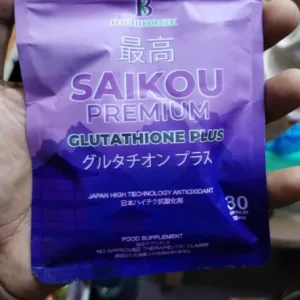 B
最高
SAIKOU
PREMIUM
GLUTATHIONE PLUS
グルタチオン プラス
JAPAN HIGH TECHNOLOGY ANTIOXIDANT
日本ハイテク抗酸化剤
30
FOOD SUPPLEMENT
NO APPROVED THERAPEUTIC CLAIMS